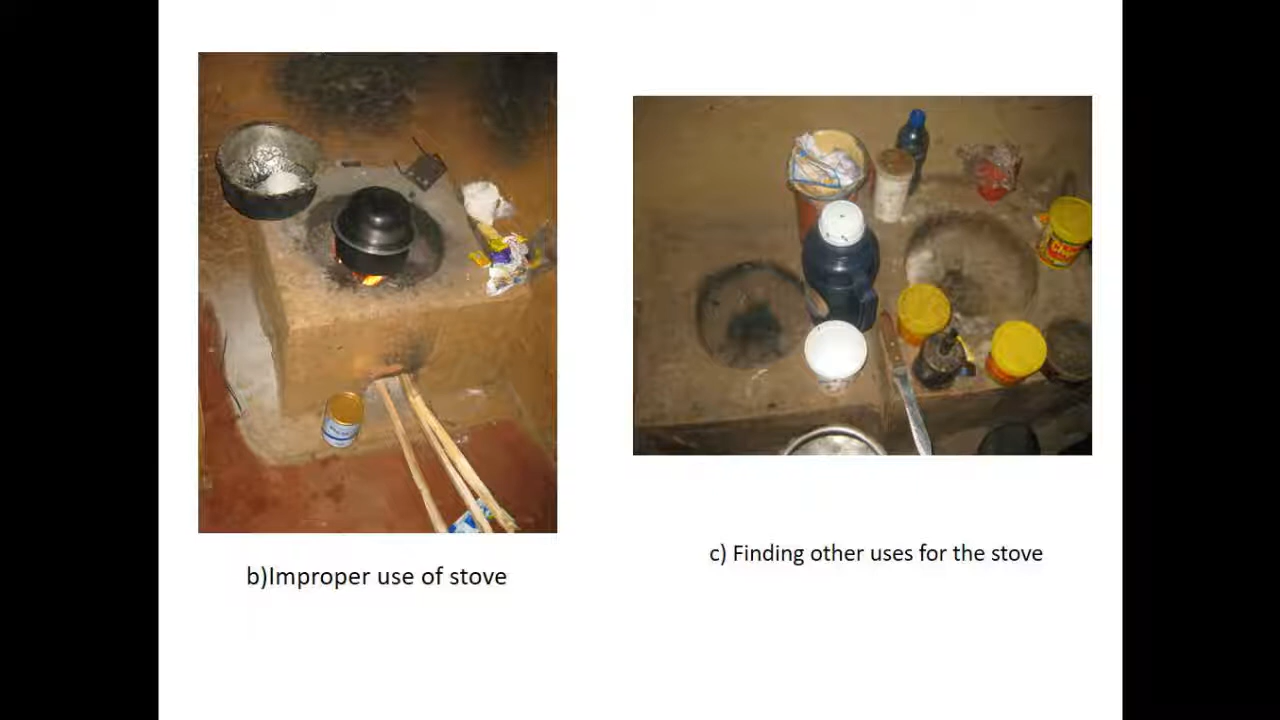 b)Improper use of stove
c) Finding other uses for the stove